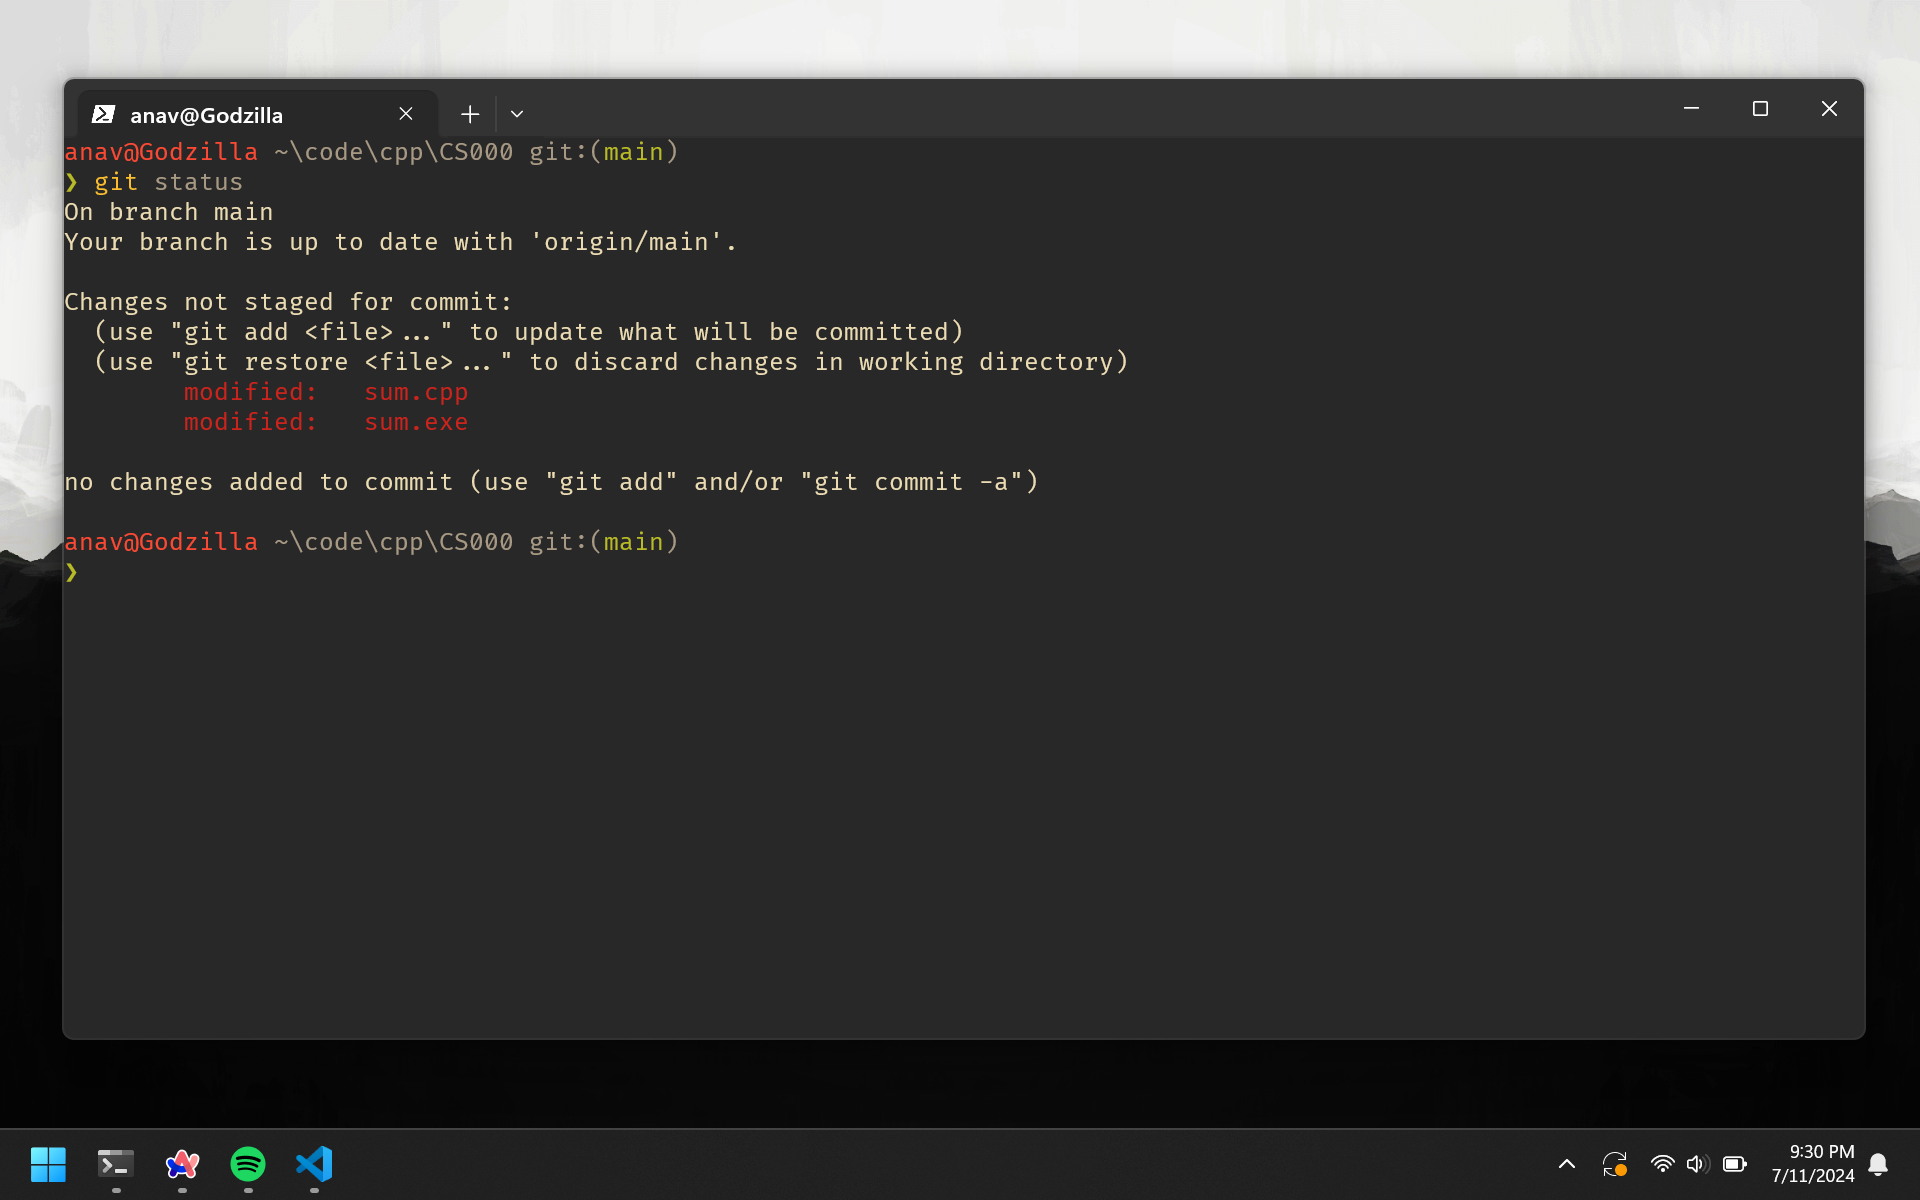 anav@Godzilla
anav@Godzilla ~\code\cpp\CS000 git:(main)
❯ git status
On branch main
Your branch is up to date with 'origin/main'.
Changes not staged for commit:
  (use "git add <file>..." to update what will be committed)
  (use "git restore <file>..." to discard changes in working directory)
        modified:   sum.cpp
        modified:   sum.exe
no changes added to commit (use "git add" and/or "git commit -a")
anav@Godzilla ~\code\cpp\CS000 git:(main)
❯
9:30 PM
7/11/2024